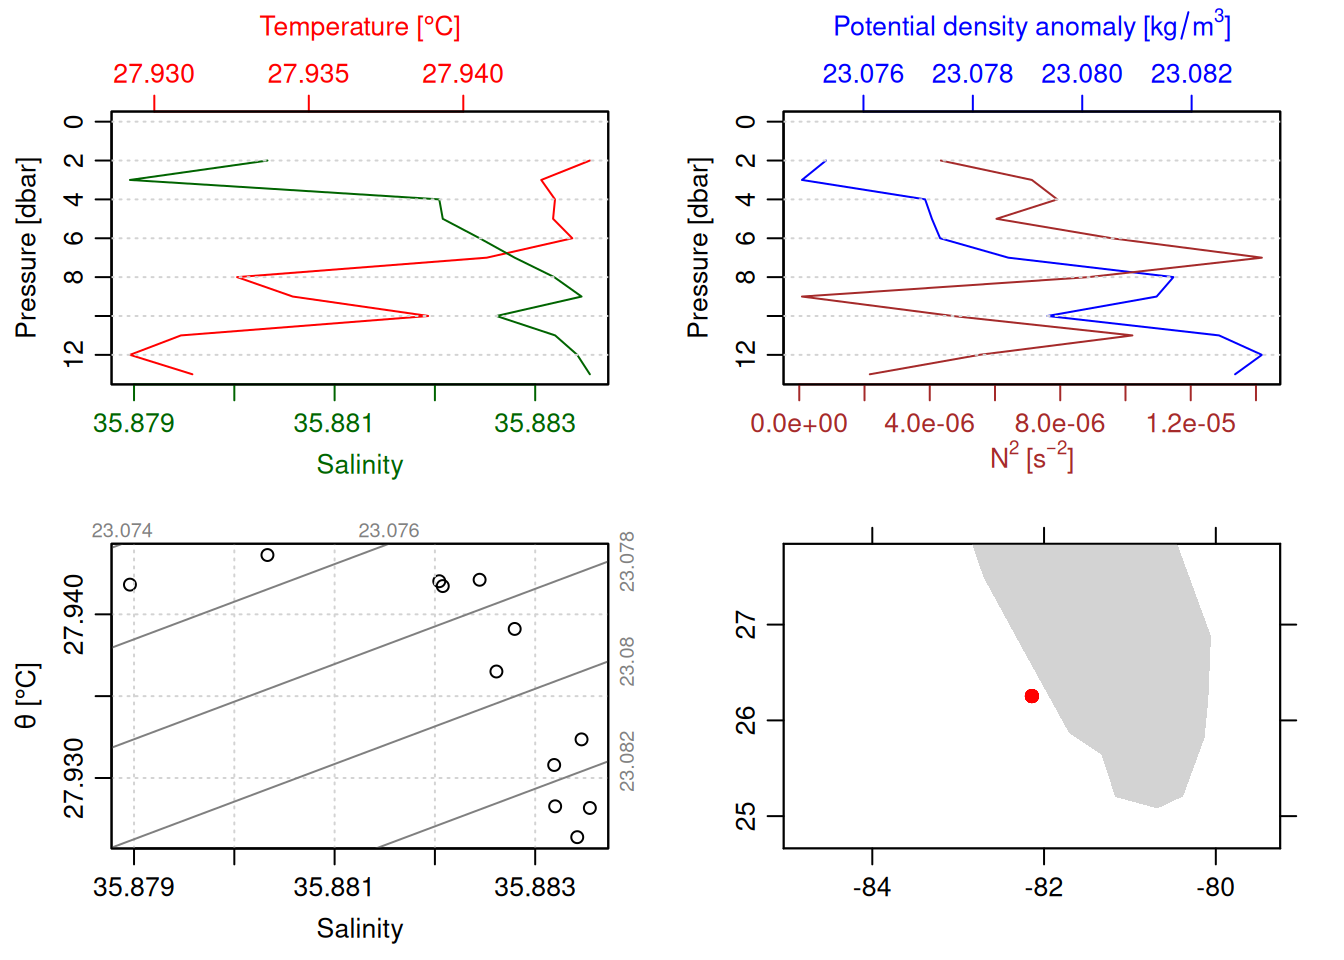 Temperature [°C]
27.930 27.935 27.940
Pressure [dbar]
0 2 4 6 8 12
35.879 35.881 35.883
Salinity
Potential density anomaly [kg/m³]
23.076 23.078 23.080 23.082
Pressure [dbar]
0 2 4 6 8 12
0.0e+00 4.0e-06 8.0e-06 1.2e-05
N² [s⁻²]
23.074 23.076
23.078
23.08
23.082
θ [°C]
27.940
27.930
35.879 35.881 35.883
Salinity
27
26
25
-84 -82 -80